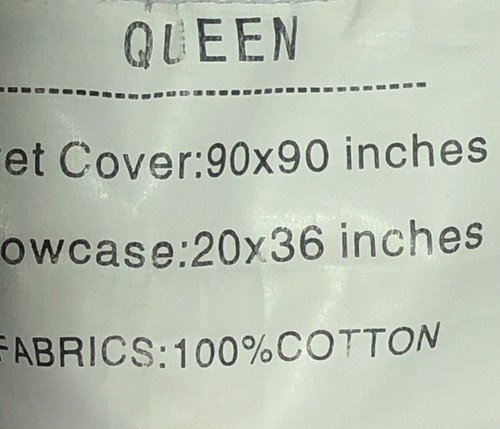 QUEEN
et Cover:90x90 inches
owcase:20x36 inches
FABRICS:100%COTTON